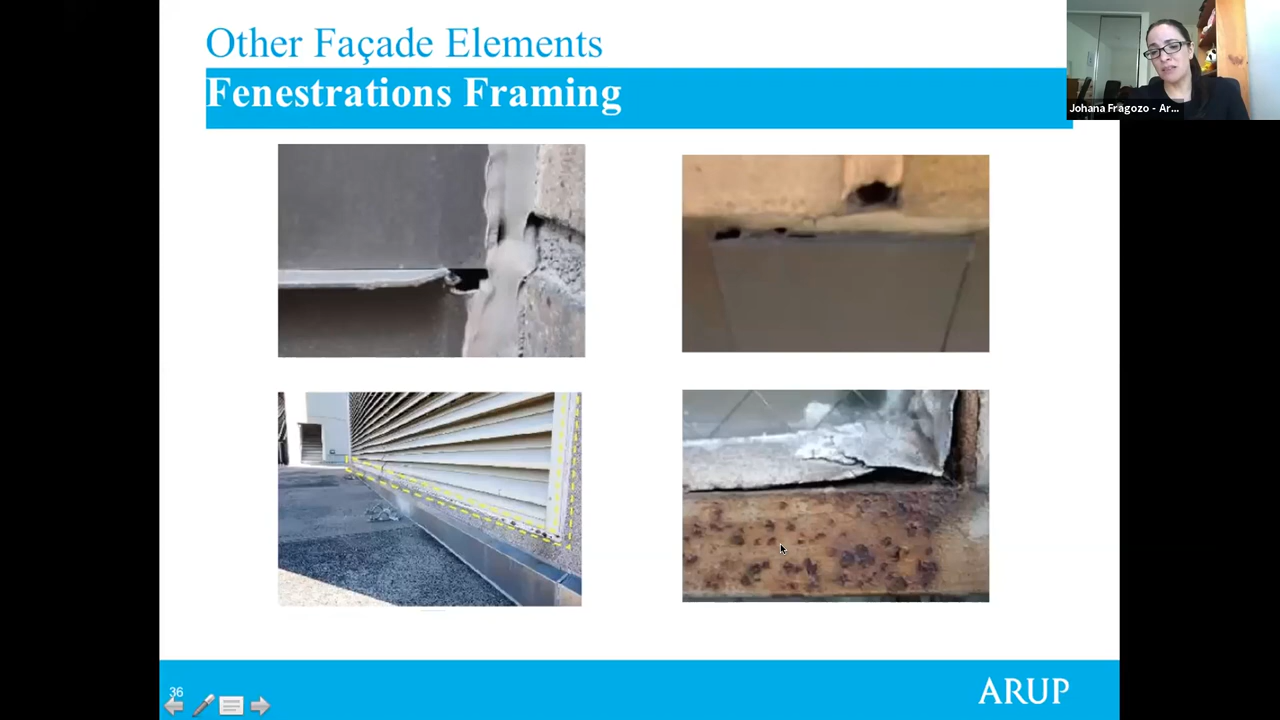 Other Façade Elements
Fenestrations Framing
Johana Fragozo - Ar...
36
ARUP